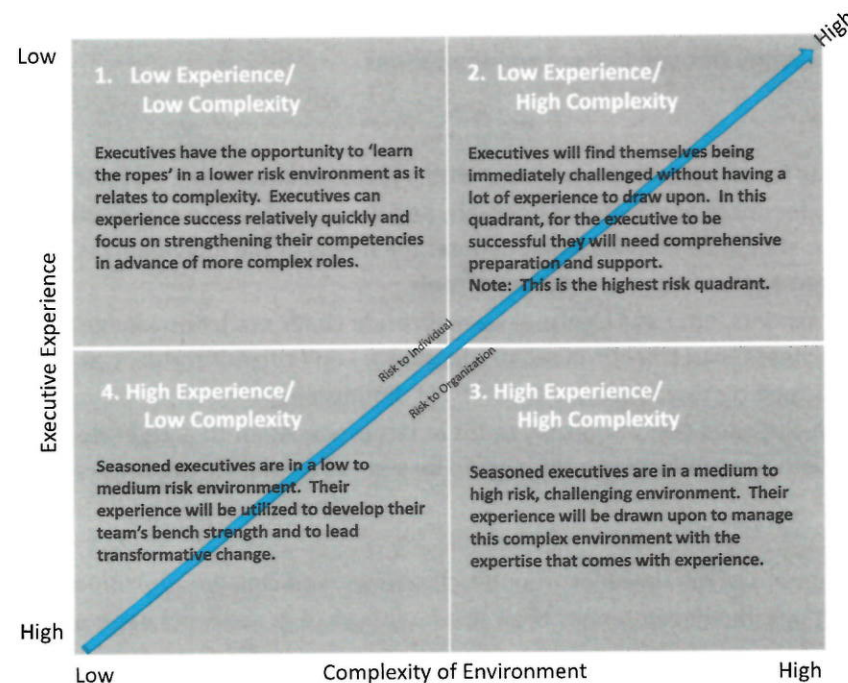 High
Low
1. Low Experience/
Low Complexity
Executives have the opportunity to 'learn
the ropes' in a lower risk environment as it
relates to complexity. Executives can
experience success relatively quickly and
focus on strengthening their competencies
in advance of more complex roles.
2. Low Experience/
High Complexity
Executives will find themselves being
immediately challenged without having a
lot of experience to draw upon. In this
quadrant, for the executive to be
successful they will need comprehensive
preparation and support.
Note: This is the highest risk quadrant.
Executive Experience
Risk to Individual
Risk to Organization
4. High Experience/
Low Complexity
Seasoned executives are in a low to
medium risk environment. Their
experience will be utilized to develop their
team's bench strength and to lead
transformative change.
3. High Experience/
High Complexity
Seasoned executives are in a medium to
high risk, challenging environment. Their
experience will be drawn upon to manage
this complex environment with the
expertise that comes with experience.
High
Low
Complexity of Environment
High